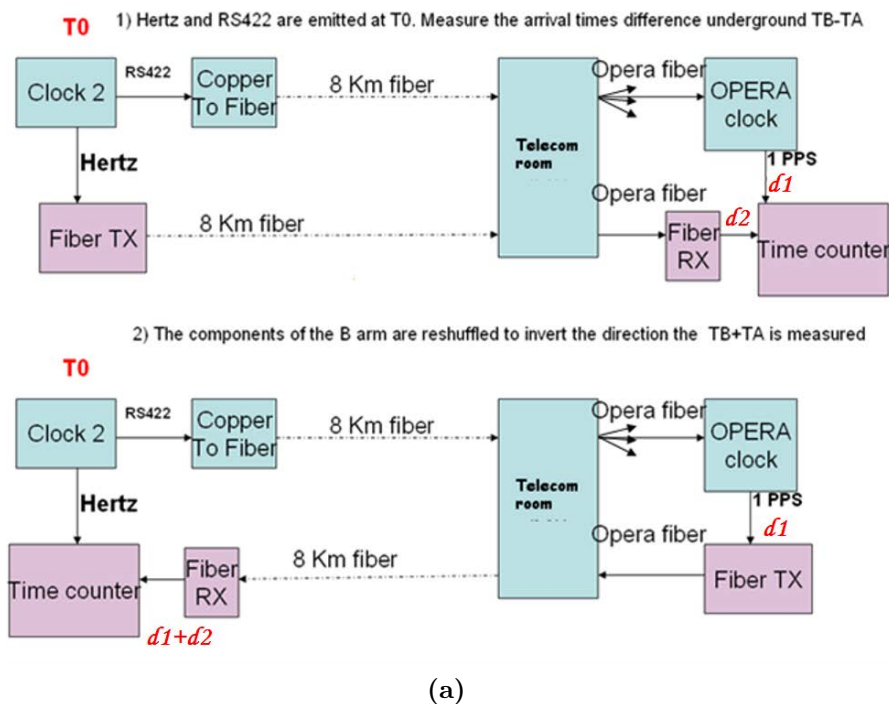 1) Hertz and RS422 are emitted at T0. Measure the arrival times difference underground TB-TA
T0
Clock 2
RS422
Copper
To Fiber
8 Km fiber
Telecom
room
Opera fiber
OPERA
clock
Hertz
1 PPS
d1
Fiber TX
8 Km fiber
Opera fiber
Fiber
RX
d2
Time counter
2) The components of the B arm are reshuffled to invert the direction the TB+TA is measured
T0
Clock 2
RS422
Copper
To Fiber
8 Km fiber
Telecom
room
Opera fiber
OPERA
clock
Hertz
1 PPS
d1
Time counter
Fiber
RX
8 Km fiber
Opera fiber
Fiber TX
d1+d2
(a)